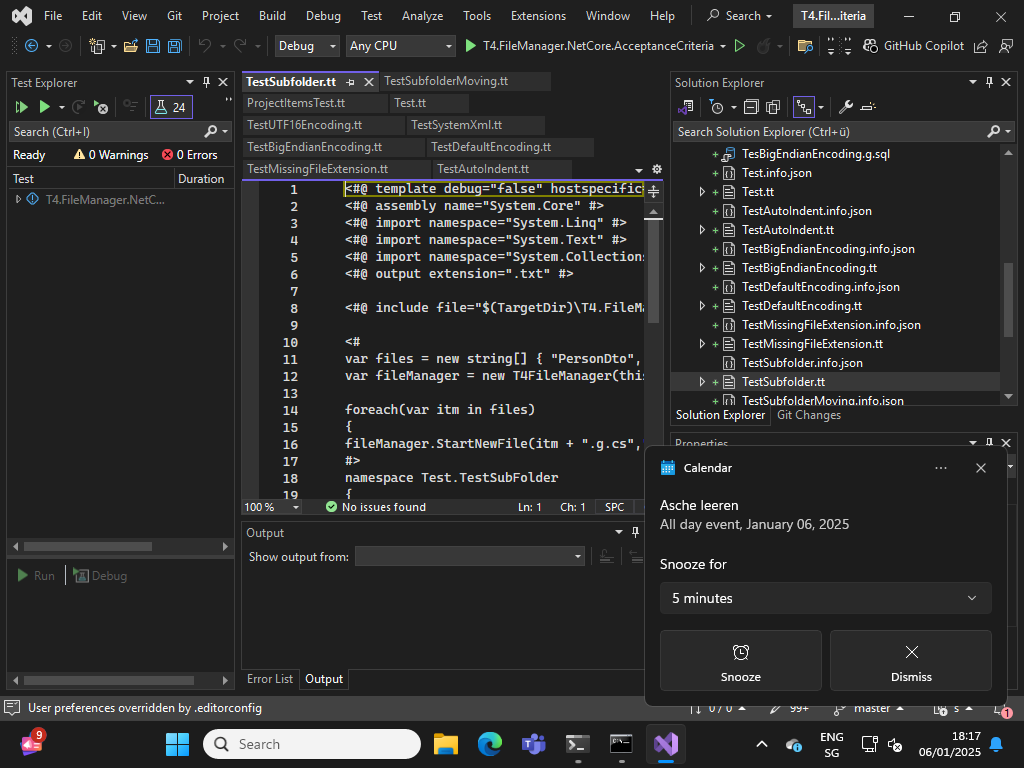 File Edit View Git Project Build Debug Test Analyze Tools Extensions Window Help Search T4.Fil...iteria
Debug Any CPU T4.FileManager.NetCore.AcceptanceCriteria GitHub Copilot
Test Explorer
24
Search (Ctrl+I)
Ready 0 Warnings 0 Errors
Test Duration
T4.FileManager.NetC...
Run Debug
TestSubfolder.tt TestSubfolderMoving.tt
ProjectItemsTest.tt Test.tt
TestUTF16Encoding.tt TestSystemXml.tt
TestBigEndianEncoding.tt TestDefaultEncoding.tt
TestMissingFileExtension.tt TestAutoIndent.tt
1 <#@ template debug="false" hostspecific
2 <#@ assembly name="System.Core" #>
3 <#@ import namespace="System.Linq" #>
4 <#@ import namespace="System.Text" #>
5 <#@ import namespace="System.Collections
6 <#@ output extension=".txt" #>
7
8 <#@ include file="$(TargetDir)\T4.FileMa
9
10 <#
11 var files = new string[] { "PersonDto",
12 var fileManager = new T4FileManager(this
13
14 foreach(var itm in files)
15 {
16 fileManager.StartNewFile(itm + ".g.cs",
17 #>
18 namespace Test.TestSubFolder
19 {
100 % No issues found Ln: 1 Ch: 1 SPC
Output
Show output from:
Error List Output
Solution Explorer
Search Solution Explorer (Ctrl+ü)
TesBigEndianEncoding.g.sql
Test.info.json
Test.tt
TestAutoIndent.info.json
TestAutoIndent.tt
TestBigEndianEncoding.info.json
TestBigEndianEncoding.tt
TestDefaultEncoding.info.json
TestDefaultEncoding.tt
TestMissingFileExtension.info.json
TestMissingFileExtension.tt
TestSubfolder.info.json
TestSubfolder.tt
TestSubfolderMoving.info.json
Solution Explorer Git Changes
Properties
Calendar
Asche leeren
All day event, January 06, 2025
Snooze for
5 minutes
Snooze Dismiss
User preferences overridden by .editorconfig 0 / 0 99+ master s 1
9 Search ENG SG 18:17 06/01/2025